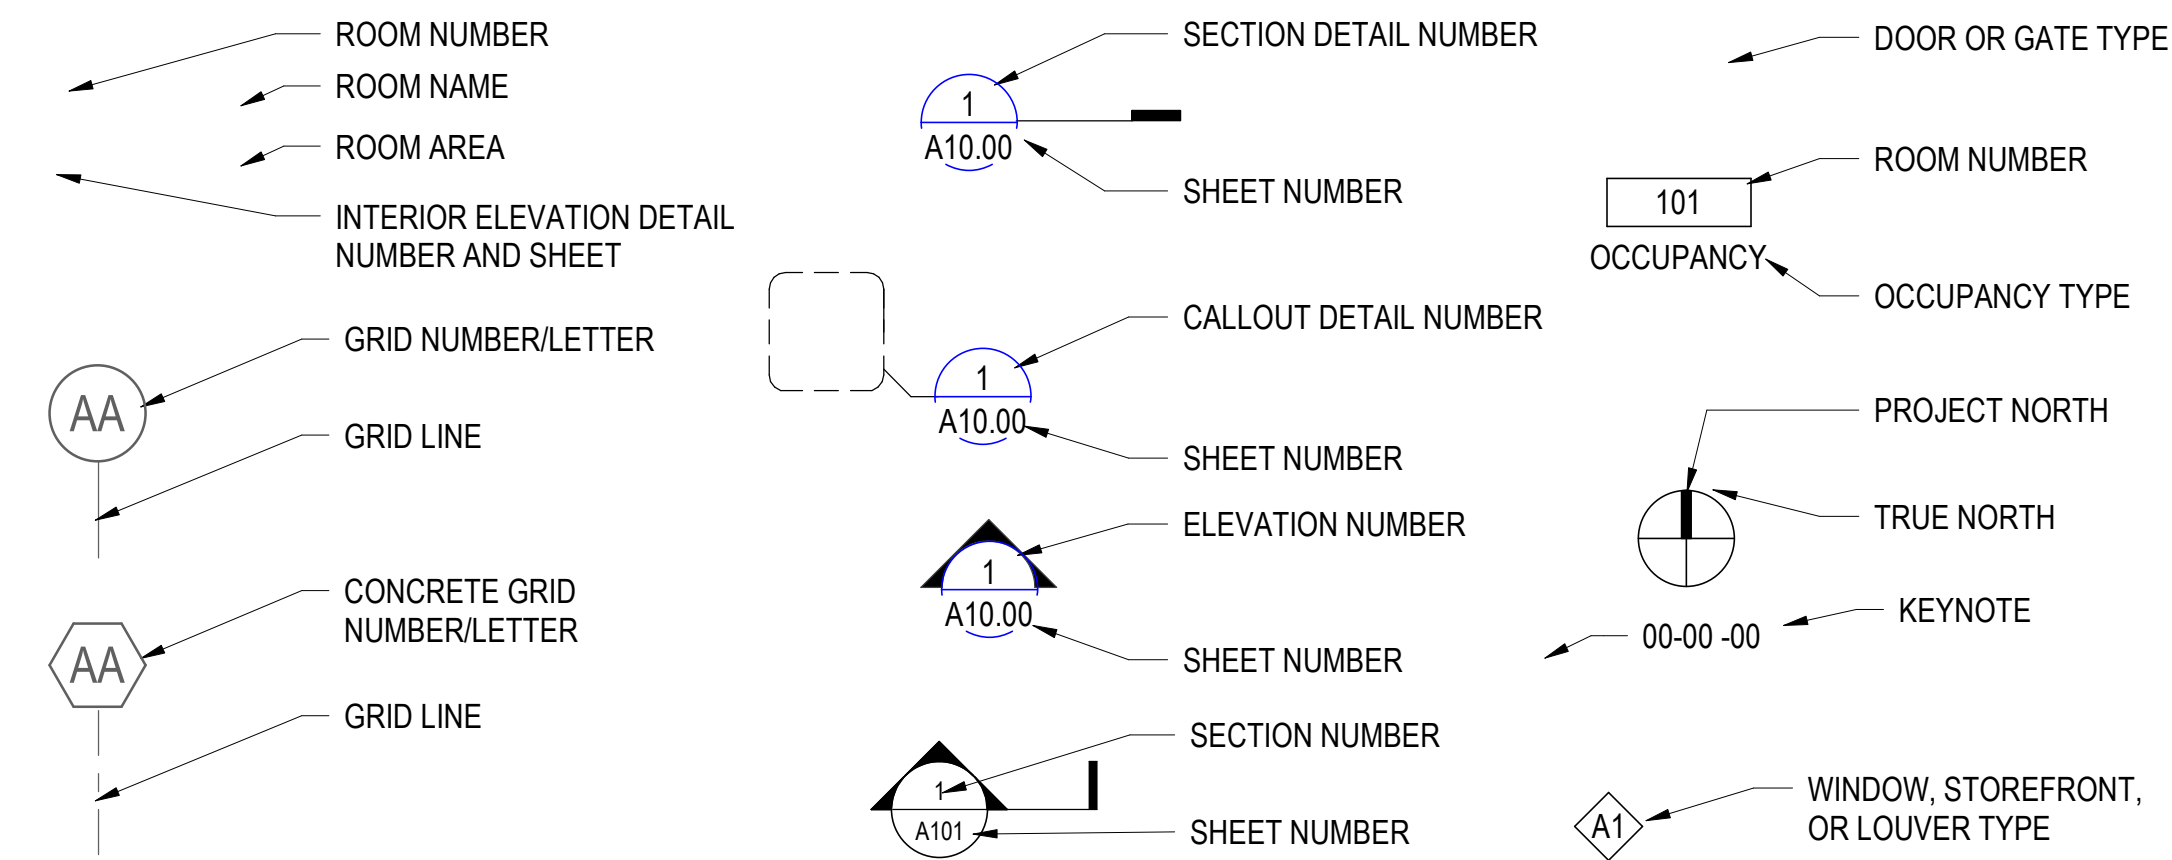 ROOM NUMBER
ROOM NAME
ROOM AREA
INTERIOR ELEVATION DETAIL
NUMBER AND SHEET
GRID NUMBER/LETTER
AA
GRID LINE
CONCRETE GRID
NUMBER/LETTER
AA
GRID LINE
SECTION DETAIL NUMBER
1
A10.00
SHEET NUMBER
CALLOUT DETAIL NUMBER
1
A10.00
SHEET NUMBER
ELEVATION NUMBER
1
A10.00
SHEET NUMBER
SECTION NUMBER
1
A101
SHEET NUMBER
DOOR OR GATE TYPE
ROOM NUMBER
101
OCCUPANCY
OCCUPANCY TYPE
PROJECT NORTH
TRUE NORTH
KEYNOTE
00-00 -00
WINDOW, STOREFRONT,
OR LOUVER TYPE
A1